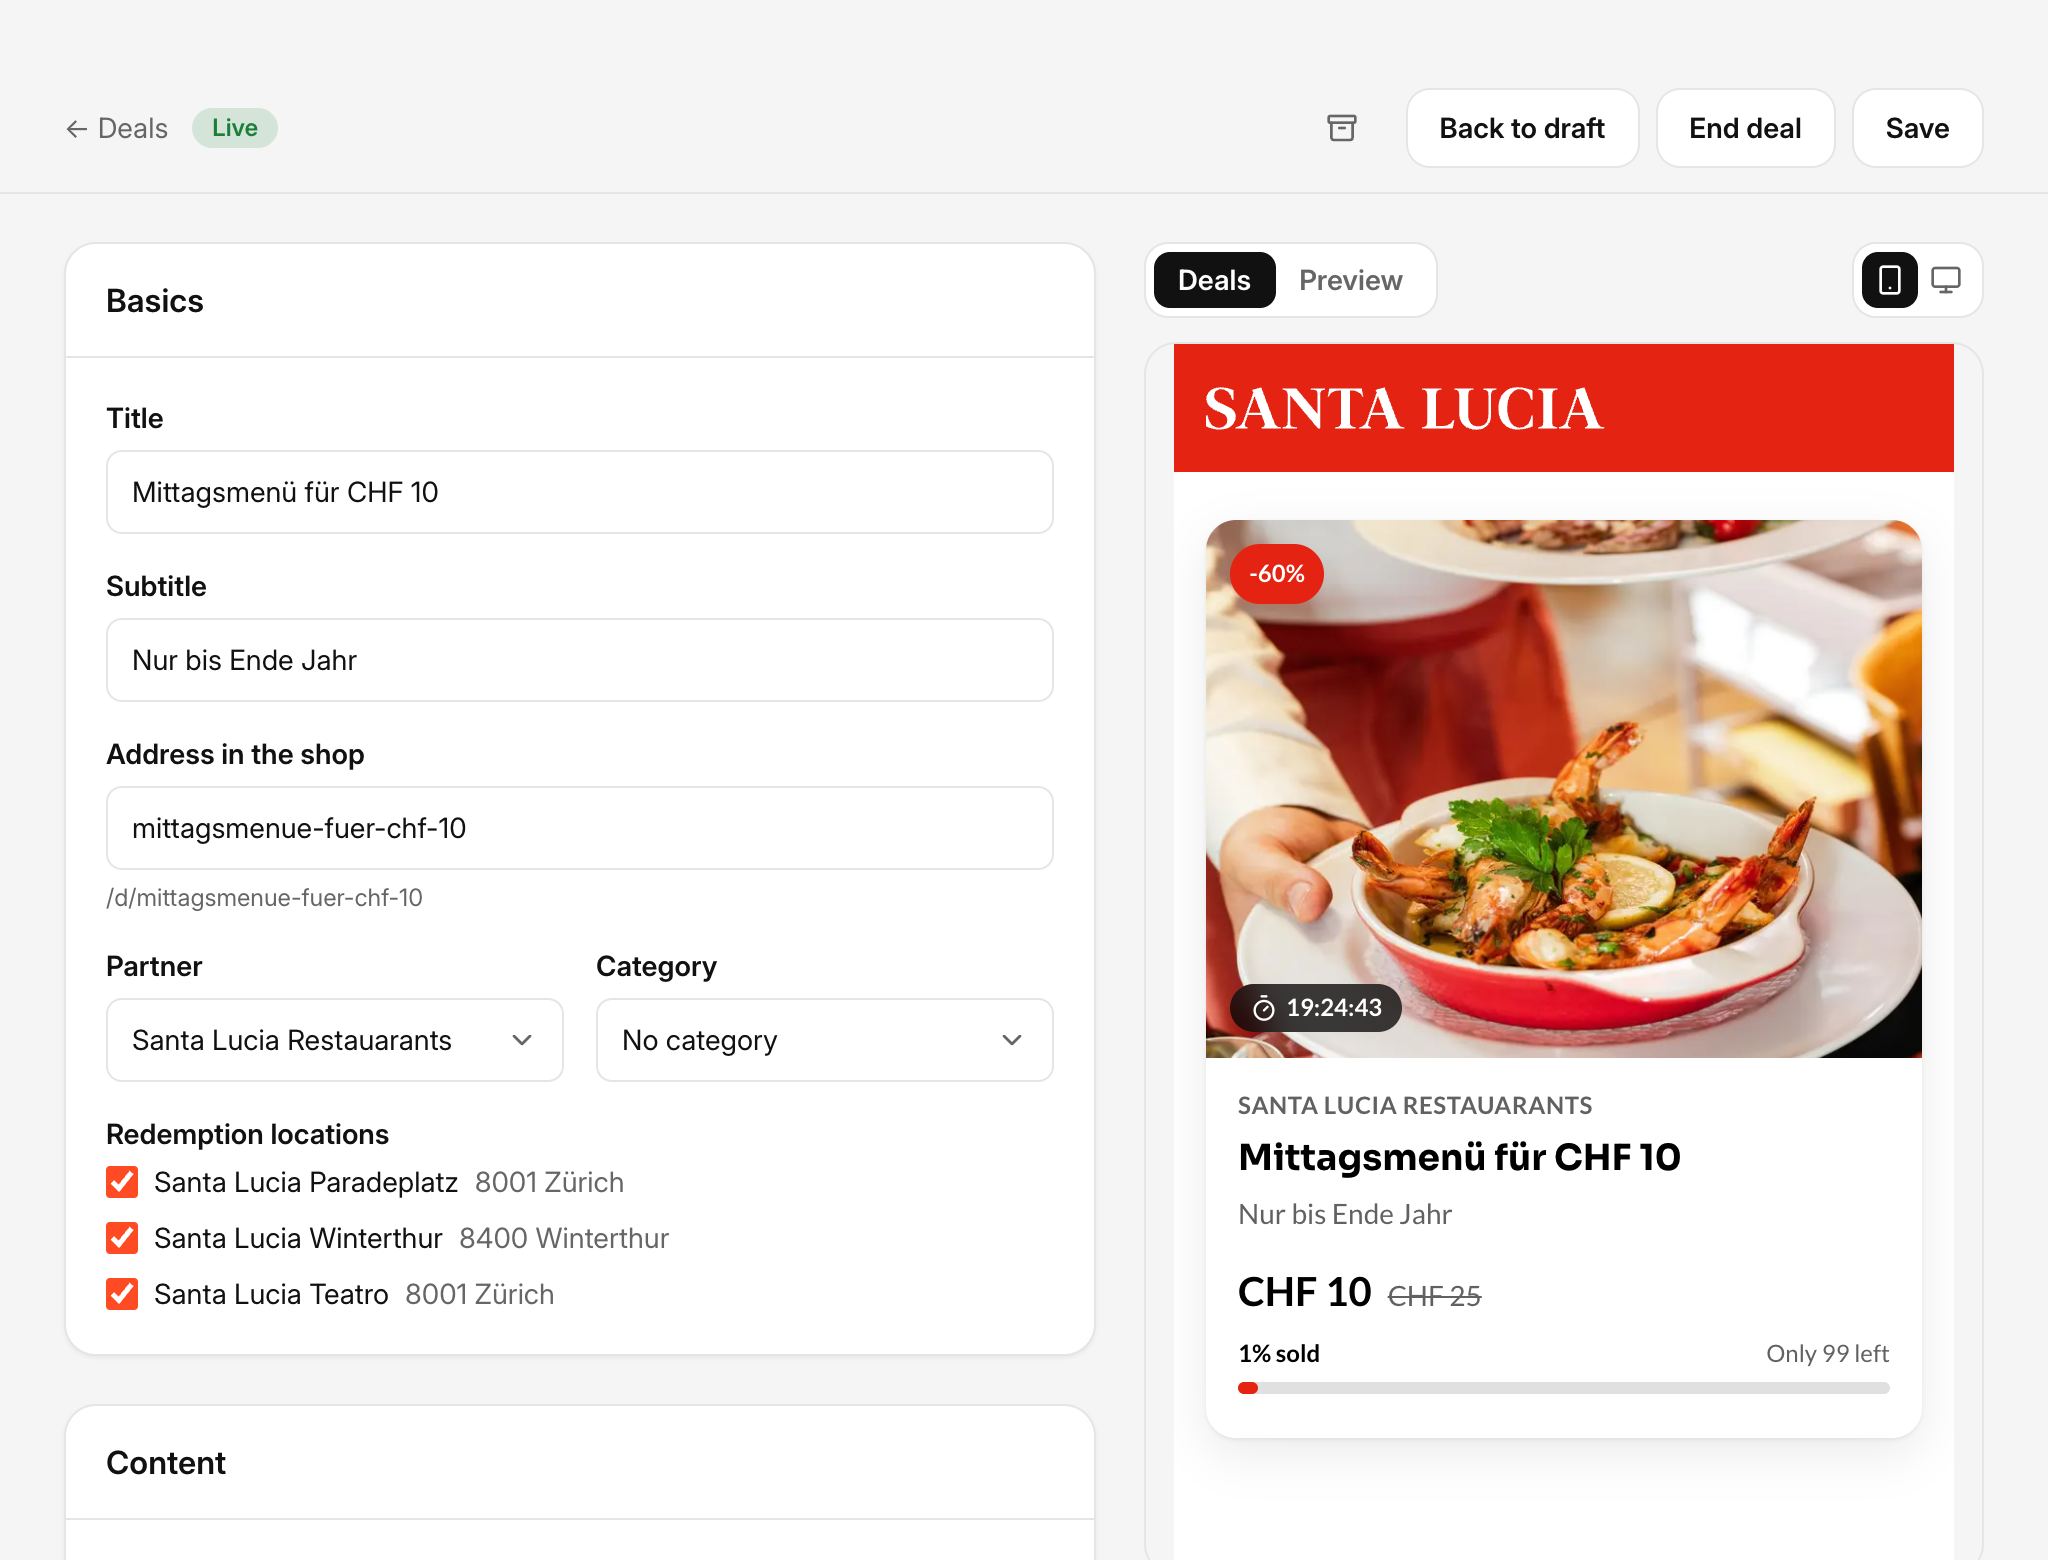 ← Deals
Live
Back to draft
End deal
Save
Basics
Title
Mittagsmenü für CHF 10
Subtitle
Nur bis Ende Jahr
Address in the shop
mittagsmenue-fuer-chf-10
/d/mittagsmenue-fuer-chf-10
Partner
Category
Santa Lucia Restauarants
No category
Redemption locations
Santa Lucia Paradeplatz 8001 Zürich
Santa Lucia Winterthur 8400 Winterthur
Santa Lucia Teatro 8001 Zürich
Content
Deals
Preview
SANTA LUCIA
-60%
19:24:43
SANTA LUCIA RESTAUARANTS
Mittagsmenü für CHF 10
Nur bis Ende Jahr
CHF 10 CHF 25
1% sold
Only 99 left